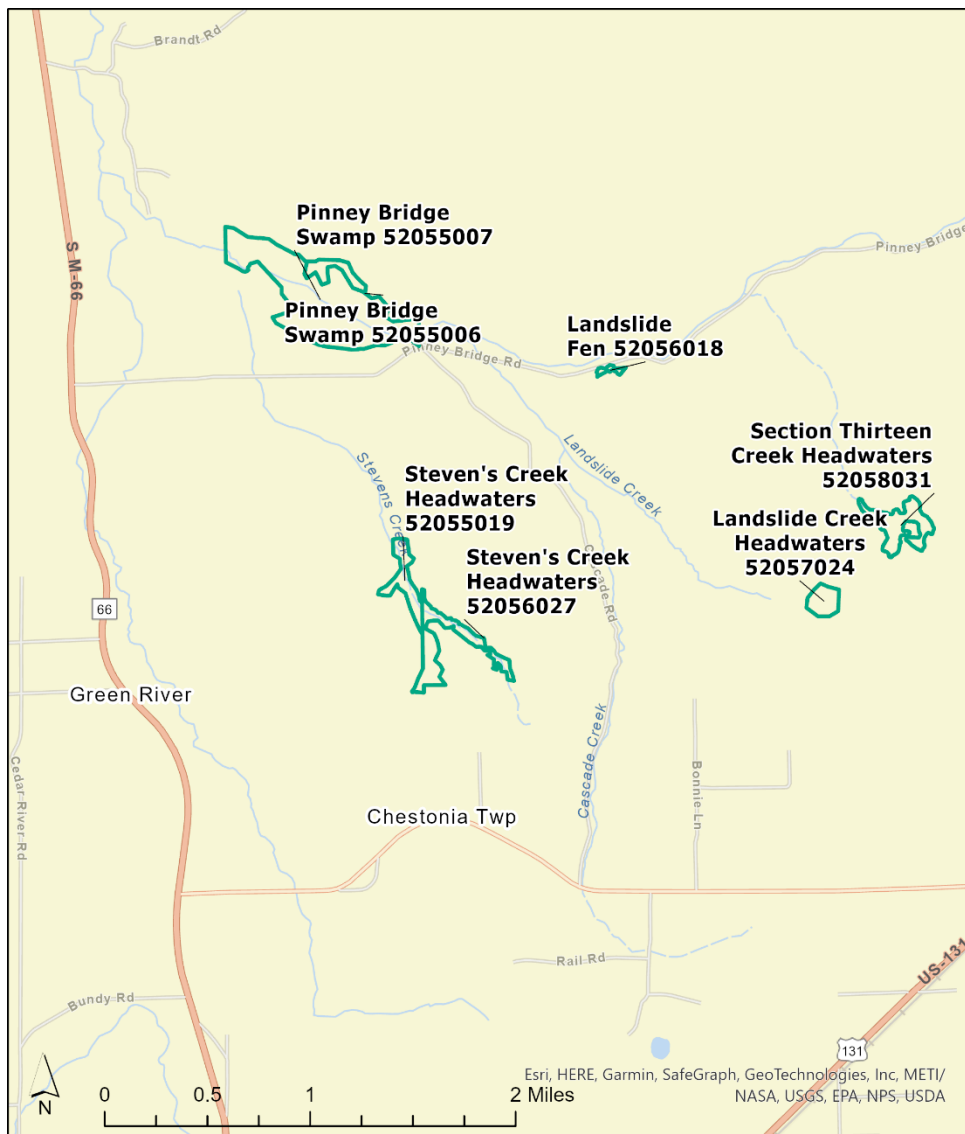 Brandt Rd
S M-66
Pinney Bridge
Swamp 52055007
Pinney Bridge
Pinney Bridge
Swamp 52055006
Landslide
Fen 52056018
Pinney Bridge Rd
Section Thirteen
Creek Headwaters
52058031
Landslide Creek
Steven's Creek
Headwaters
52055019
Stevens Creek
Landslide Creek
Headwaters
52057024
Steven's Creek
Headwaters
52056027
Cascade Rd
66
Green River
Cedar River Rd
Cascade Creek
Bonnie Ln
Chestonia Twp
Rail Rd
US-131
Bundy Rd
131
N
0 0.5 1 2 Miles
Esri, HERE, Garmin, SafeGraph, GeoTechnologies, Inc, METI/
NASA, USGS, EPA, NPS, USDA